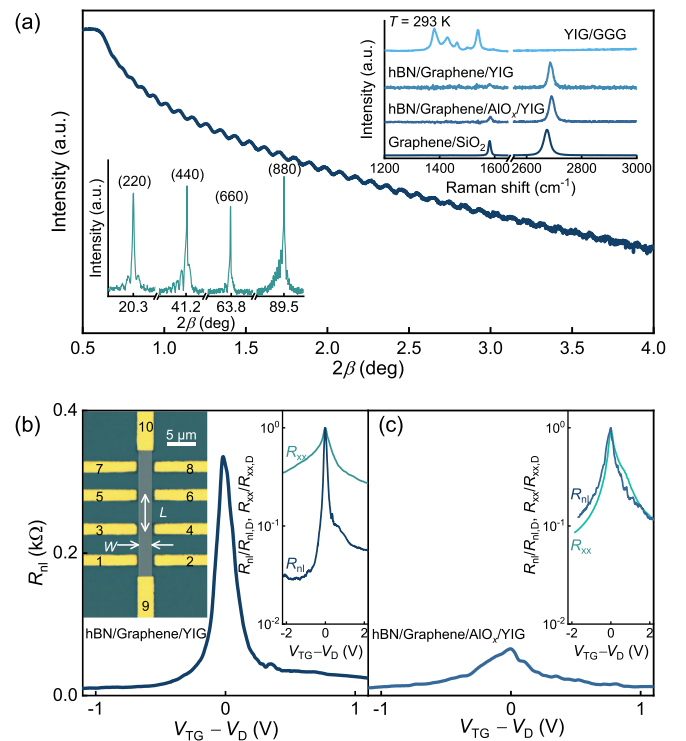 (a)
Intensity (a.u.)
T = 293 K
YIG/GGG
hBN/Graphene/YIG
hBN/Graphene/AlOₓ/YIG
Graphene/SiO₂
Intensity (a.u.)
1200 1400 1600 2600 2800 3000
Raman shift (cm⁻¹)
(220) (440) (660) (880)
Intensity (a.u.)
20.3 41.2 63.8 89.5
2β (deg)
0.5 1.0 1.5 2.0 2.5 3.0 3.5 4.0
2β (deg)
(b)
0.4
0.2
0.0
Rnl (kΩ)
10
5 µm
7 8
5 6
L
3 4
W
1 2
9
hBN/Graphene/YIG
10⁰
10⁻¹
10⁻²
Rnl/Rnl,D, Rxx/Rxx,D
Rxx
Rnl
-2 0 2
VTG−VD (V)
-1 0 1
VTG − VD (V)
(c)
hBN/Graphene/AlOₓ/YIG
10⁰
10⁻¹
10⁻²
Rnl/Rnl,D, Rxx/Rxx,D
Rnl
Rxx
-2 0 2
VTG−VD (V)
-1 0 1
VTG − VD (V)